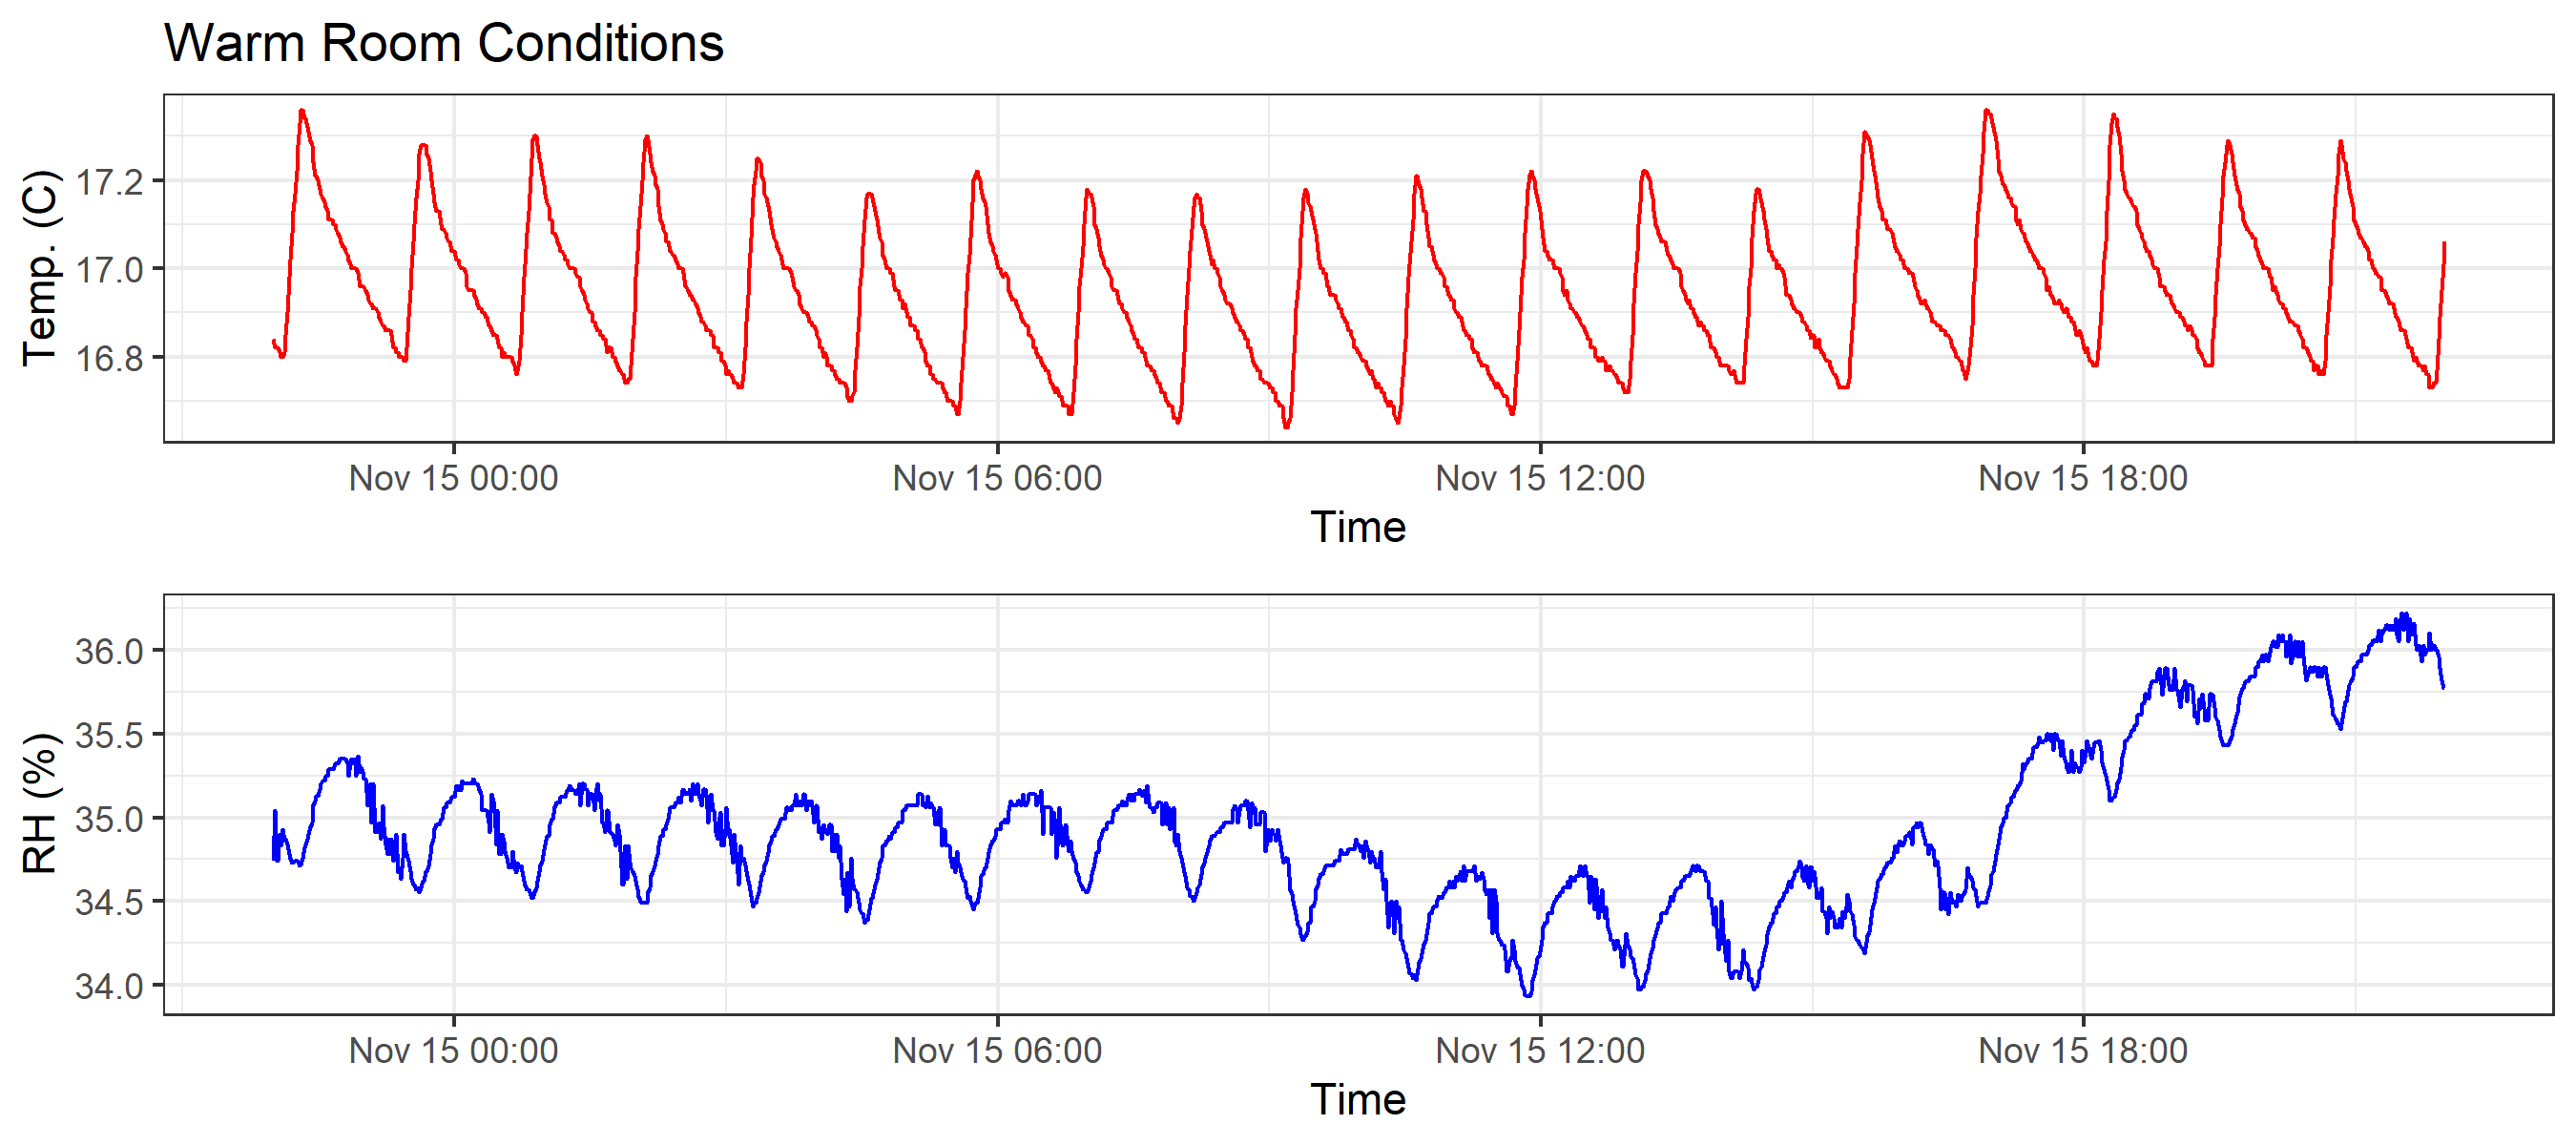 Warm Room Conditions
Temp. (C)
17.2
17.0
16.8
Nov 15 00:00 Nov 15 06:00 Nov 15 12:00 Nov 15 18:00
Time
RH (%)
36.0
35.5
35.0
34.5
34.0
Nov 15 00:00 Nov 15 06:00 Nov 15 12:00 Nov 15 18:00
Time